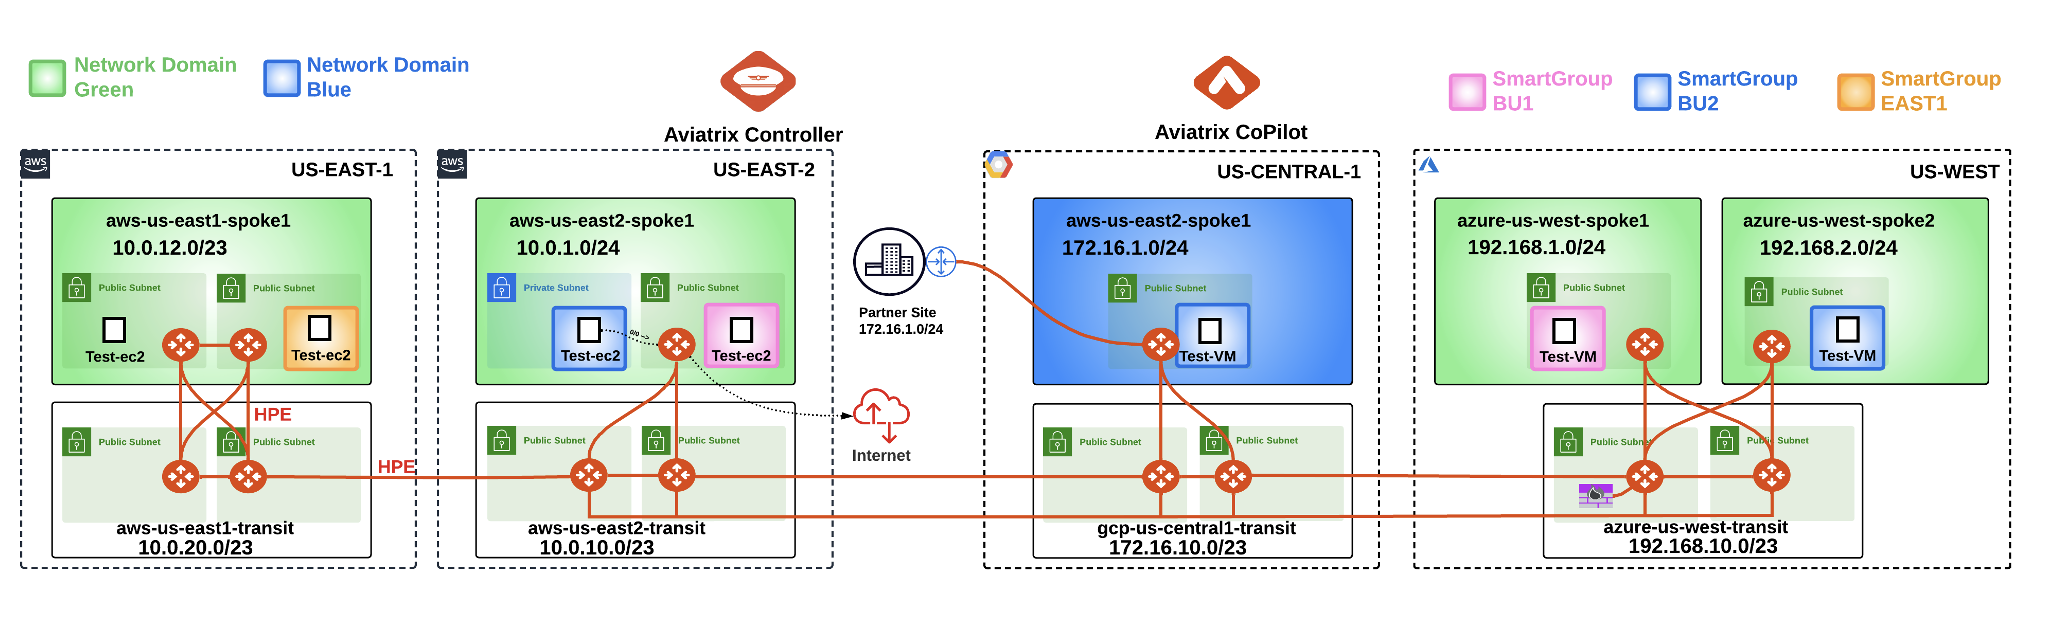 Network Domain
Green
Network Domain
Blue
Aviatrix Controller
Aviatrix CoPilot
SmartGroup
BU1
SmartGroup
BU2
SmartGroup
EAST1
aws
US-EAST-1
aws-us-east1-spoke1
10.0.12.0/23
Public Subnet
Public Subnet
Test-ec2
Test-ec2
HPE
Public Subnet
Public Subnet
HPE
aws-us-east1-transit
10.0.20.0/23
aws
US-EAST-2
aws-us-east2-spoke1
10.0.1.0/24
Private Subnet
Public Subnet
0/0 -->
Test-ec2
Test-ec2
Public Subnet
Public Subnet
aws-us-east2-transit
10.0.10.0/23
Partner Site
172.16.1.0/24
Internet
US-CENTRAL-1
aws-us-east2-spoke1
172.16.1.0/24
Public Subnet
Test-VM
Public Subnet
Public Subnet
gcp-us-central1-transit
172.16.10.0/23
US-WEST
azure-us-west-spoke1
192.168.1.0/24
Public Subnet
Test-VM
azure-us-west-spoke2
192.168.2.0/24
Public Subnet
Test-VM
Public Subnet
Public Subnet
azure-us-west-transit
192.168.10.0/23